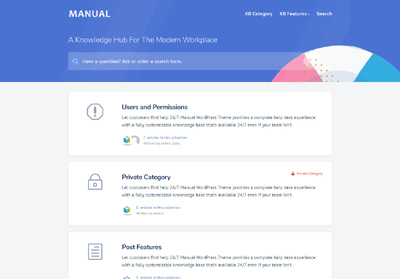 MANUAL
KB Category KB Features Search
A Knowledge Hub For The Modern Workplace
Have a question? Ask or enter a search term.
Users and Permissions
Let customers find help 24/7. Manual WordPress Theme provides a complete help desk experience
with a fully customizable knowledge base that's available 24/7 even if your team isn't.
articles in this collection
Written by
Private Category
Private Category
Let customers find help 24/7. Manual WordPress Theme provides a complete help desk experience
with a fully customizable knowledge base that's available 24/7 even if your team isn't.
articles in this collection
Written by
Post Features
Let customers find help 24/7. Manual WordPress Theme provides a complete help desk experience
with a fully customizable knowledge base that's available 24/7 even if your team isn't.
articles in this collection